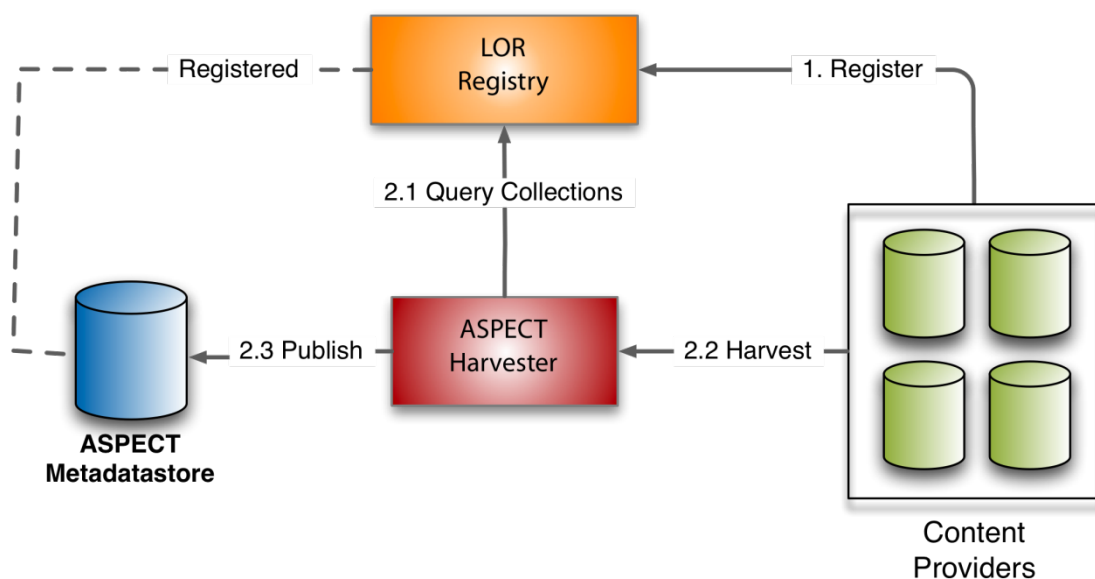 LOR
Registry
Registered
1. Register
2.1 Query Collections
ASPECT
Harvester
2.3 Publish
2.2 Harvest
ASPECT
Metadatastore
Content
Providers